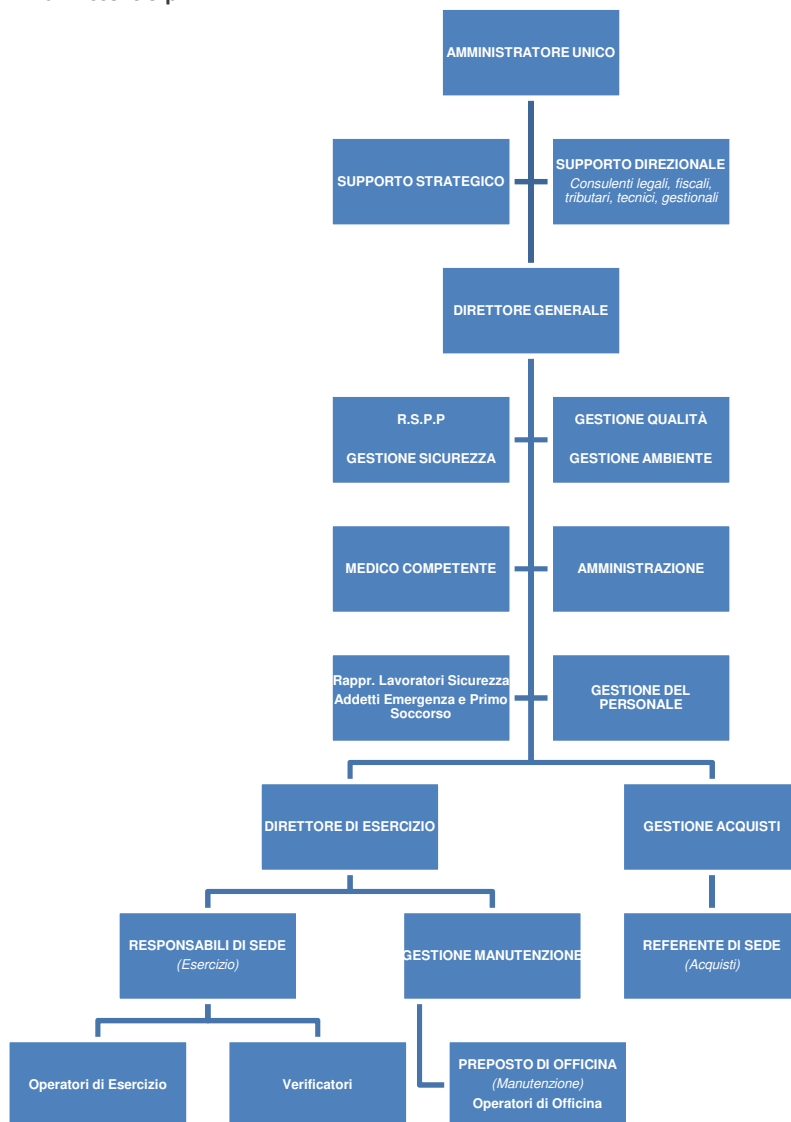 AMMINISTRATORE UNICO
SUPPORTO STRATEGICO
SUPPORTO DIREZIONALE
Consulenti legali, fiscali,
tributari, tecnici, gestionali
DIRETTORE GENERALE
R.S.P.P
GESTIONE SICUREZZA
GESTIONE QUALITÀ
GESTIONE AMBIENTE
MEDICO COMPETENTE
AMMINISTRAZIONE
Rappr. Lavoratori Sicurezza
Addetti Emergenza e Primo
Soccorso
GESTIONE DEL
PERSONALE
DIRETTORE DI ESERCIZIO
GESTIONE ACQUISTI
RESPONSABILI DI SEDE
(Esercizio)
GESTIONE MANUTENZIONE
REFERENTE DI SEDE
(Acquisti)
Operatori di Esercizio
Verificatori
PREPOSTO DI OFFICINA
(Manutenzione)
Operatori di Officina